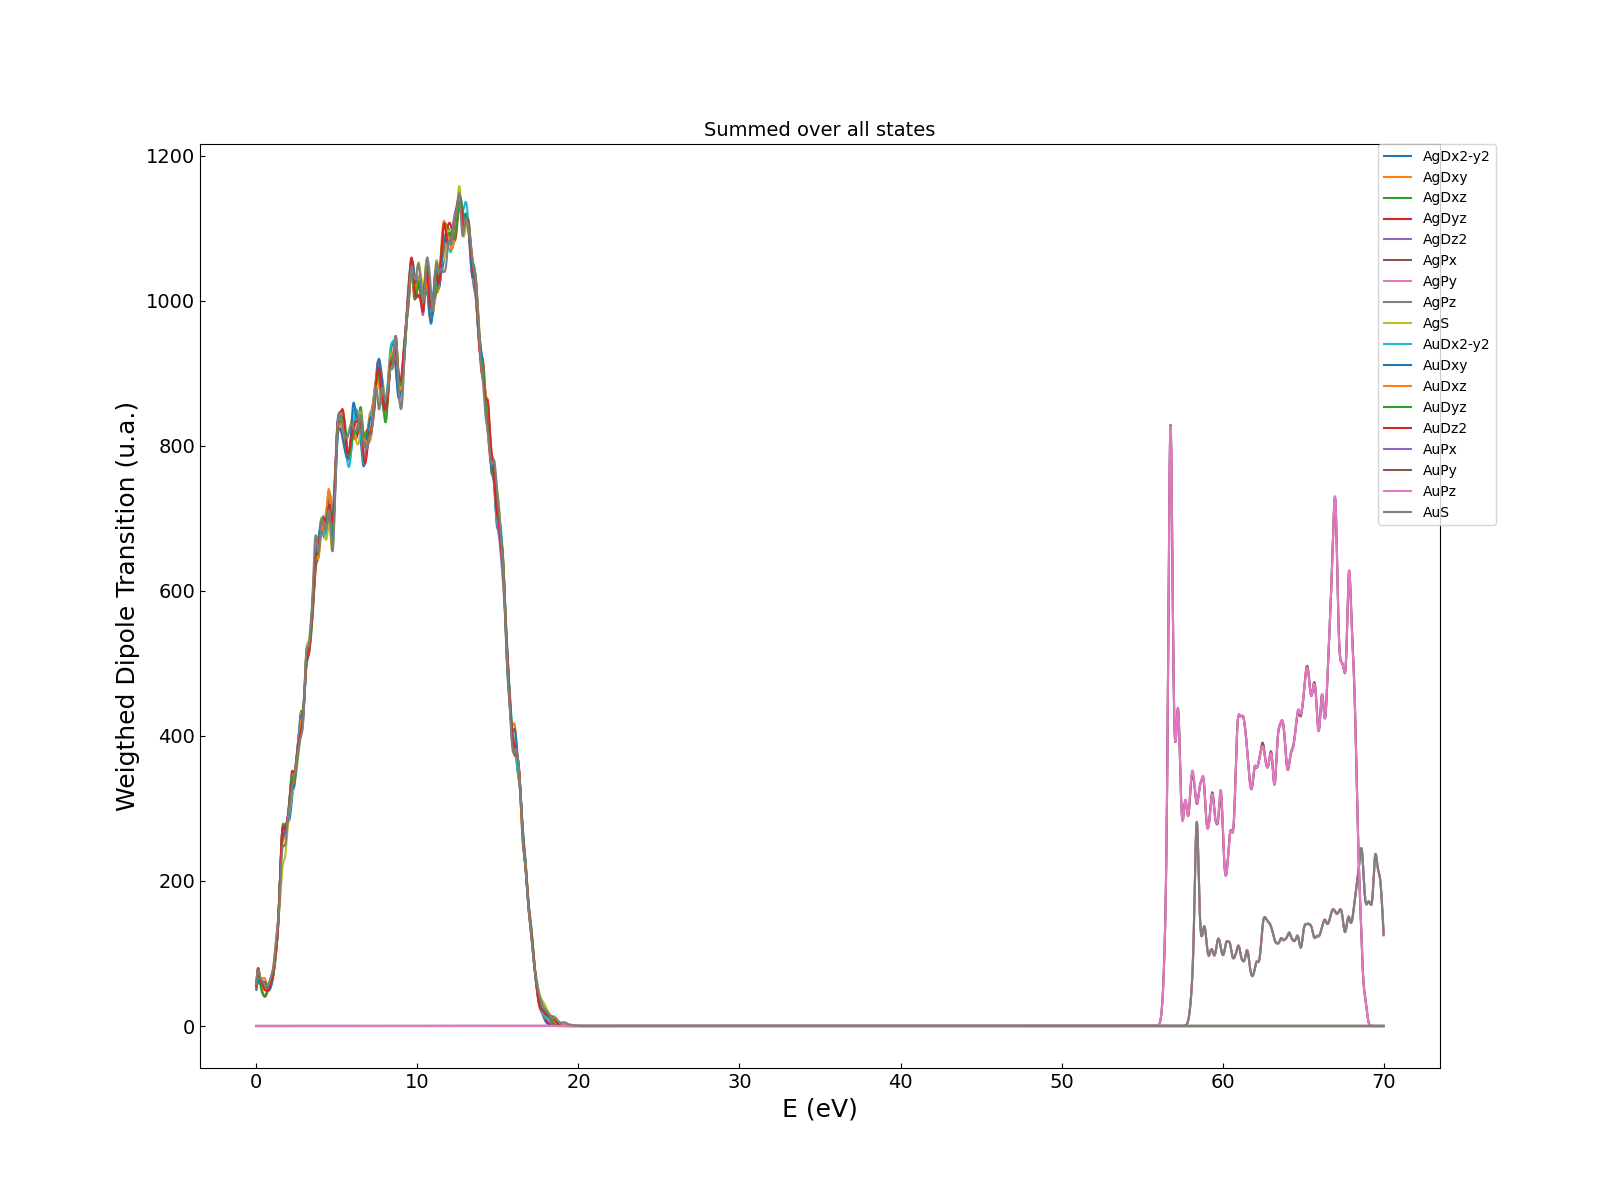 Summed over all states
Weigthed Dipole Transition (u.a.)
1200
1000
800
600
400
200
0
0 10 20 30 40 50 60 70
E (eV)
AgDx2-y2
AgDxy
AgDxz
AgDyz
AgDz2
AgPx
AgPy
AgPz
AgS
AuDx2-y2
AuDxy
AuDxz
AuDyz
AuDz2
AuPx
AuPy
AuPz
AuS